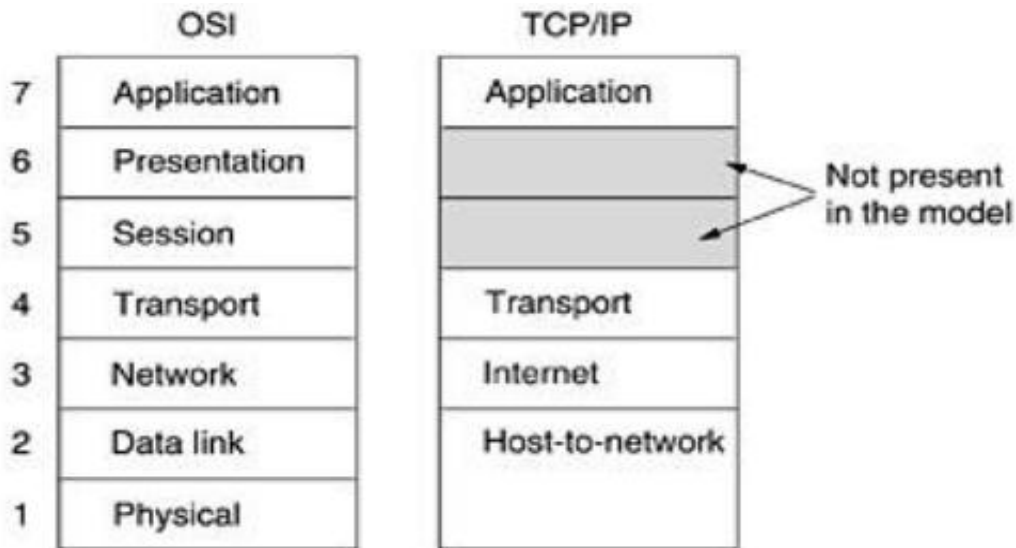 OSI TCP/IP
7 Application Application
6 Presentation
Not present
in the model
5 Session
4 Transport Transport
3 Network Internet
2 Data link Host-to-network
1 Physical